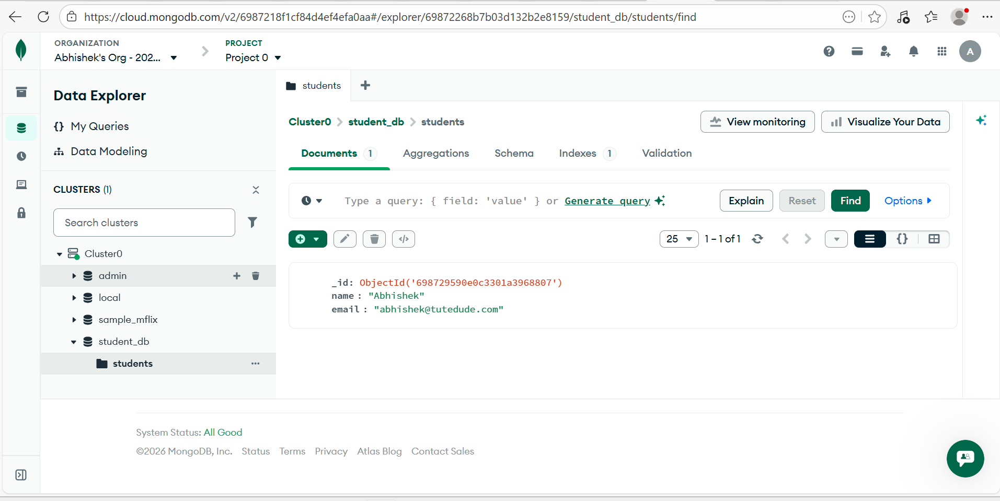 https://cloud.mongodb.com/v2/6987218f1cf84d4ef4efa0aa#/explorer/69872268b7b03d132b2e8159/student_db/students/find
ORGANIZATION
Abhishek's Org - 202...
PROJECT
Project 0
A
Data Explorer
My Queries
Data Modeling
CLUSTERS (1)
Search clusters
Cluster0
admin
local
sample_mflix
student_db
students
students
Cluster0 > student_db > students
View monitoring
Visualize Your Data
Documents 1 Aggregations Schema Indexes 1 Validation
Type a query: { field: 'value' } or Generate query
Explain Reset Find Options
25 1 – 1 of 1
_id: ObjectId('698729590e0c3301a3968807')
name : "Abhishek"
email : "abhishek@tutedude.com"
System Status: All Good
©2026 MongoDB, Inc. Status Terms Privacy Atlas Blog Contact Sales